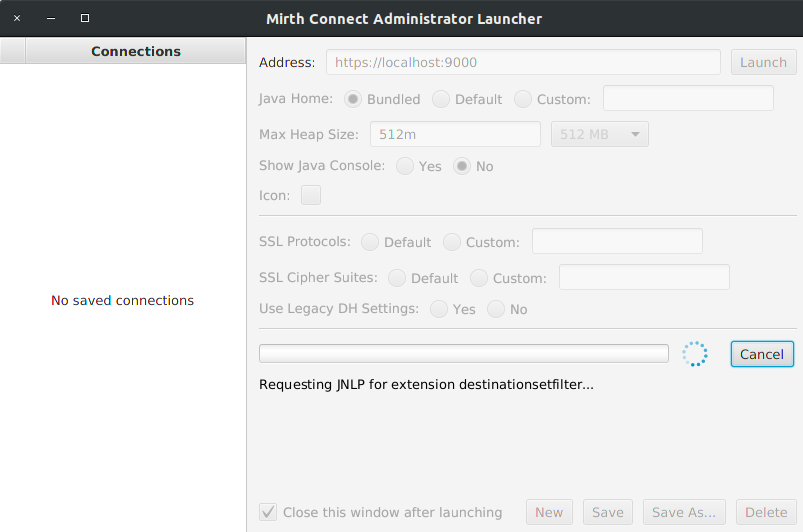 Mirth Connect Administrator Launcher
Connections
Address: https://localhost:9000 Launch
Java Home: Bundled Default Custom:
Max Heap Size: 512m 512 MB
Show Java Console: Yes No
Icon:
SSL Protocols: Default Custom:
SSL Cipher Suites: Default Custom:
No saved connections
Use Legacy DH Settings: Yes No
Cancel
Requesting JNLP for extension destinationsetfilter...
Close this window after launching New Save Save As... Delete